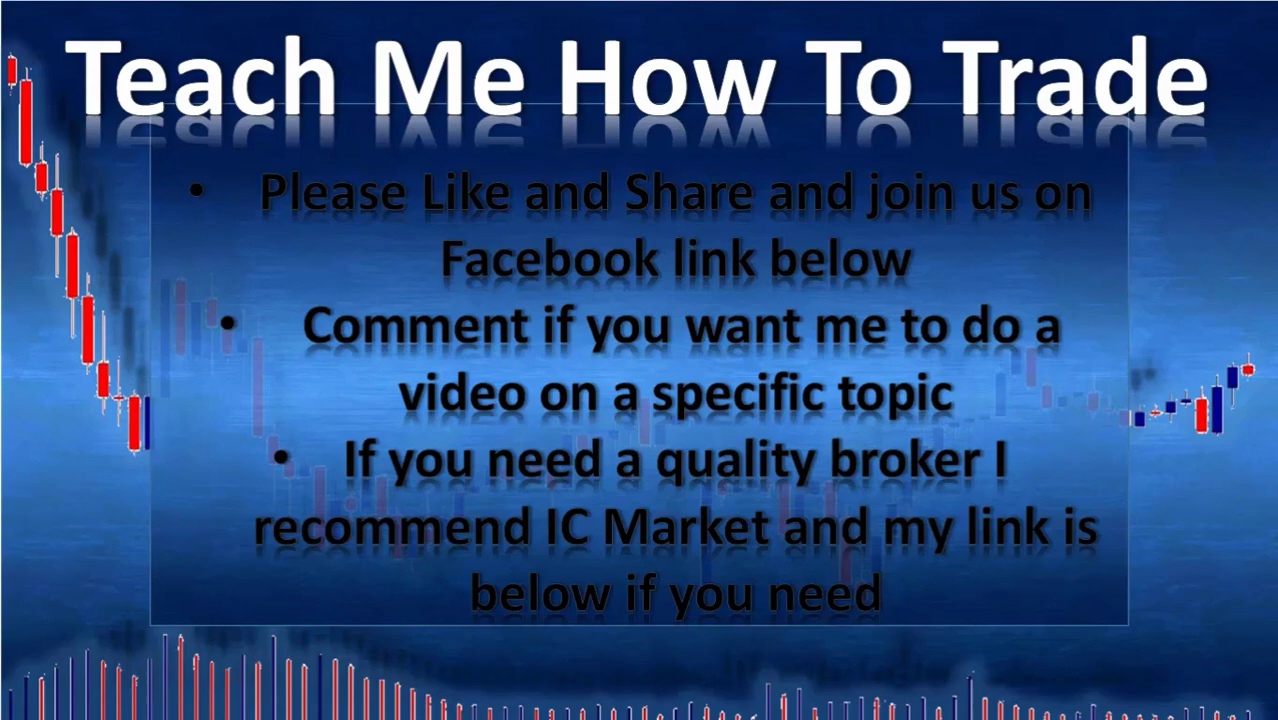 Teach Me How To Trade
• Please Like and Share and join us on
Facebook link below
• Comment if you want me to do a
video on a specific topic
• If you need a quality broker I
recommend IC Market and my link is
below if you need